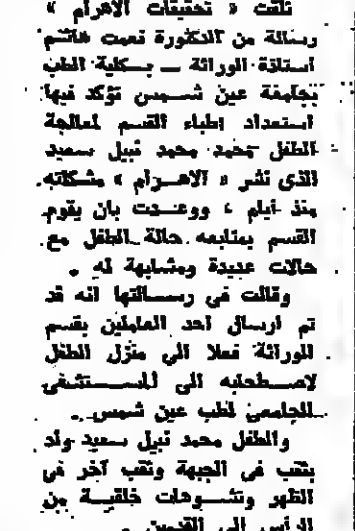 تلقت « تحقيقات الاهرام »
رسالة من الدكتورة نعمت هاشم
استاذة الوراثة ــ بكلية الطب
بجامعة عين شمس تؤكد فيها
استعداد اطباء القسم لمعالجة
الطفل محمد محمد نبيل سعيد
الذى نشر « الاهرام » مشكلته
منذ ايام ، ووعدت بان يقوم
القسم بمتابعه حالة الطفل مع
حالات عديدة ومشابهة له .
وقالت فى رسالتها انه قد
تم ارسال احد العاملين بقسم
الوراثة فعلا الي منزل الطفل
لاصطحابه الى المستشفى
الجامعى لطب عين شمس .
والطفل محمد نبيل سعيد ولد
بثقب فى الجبهة وثقب آخر فى
الظهر وتشوهات خلقية من
الرأس الى القدمين .